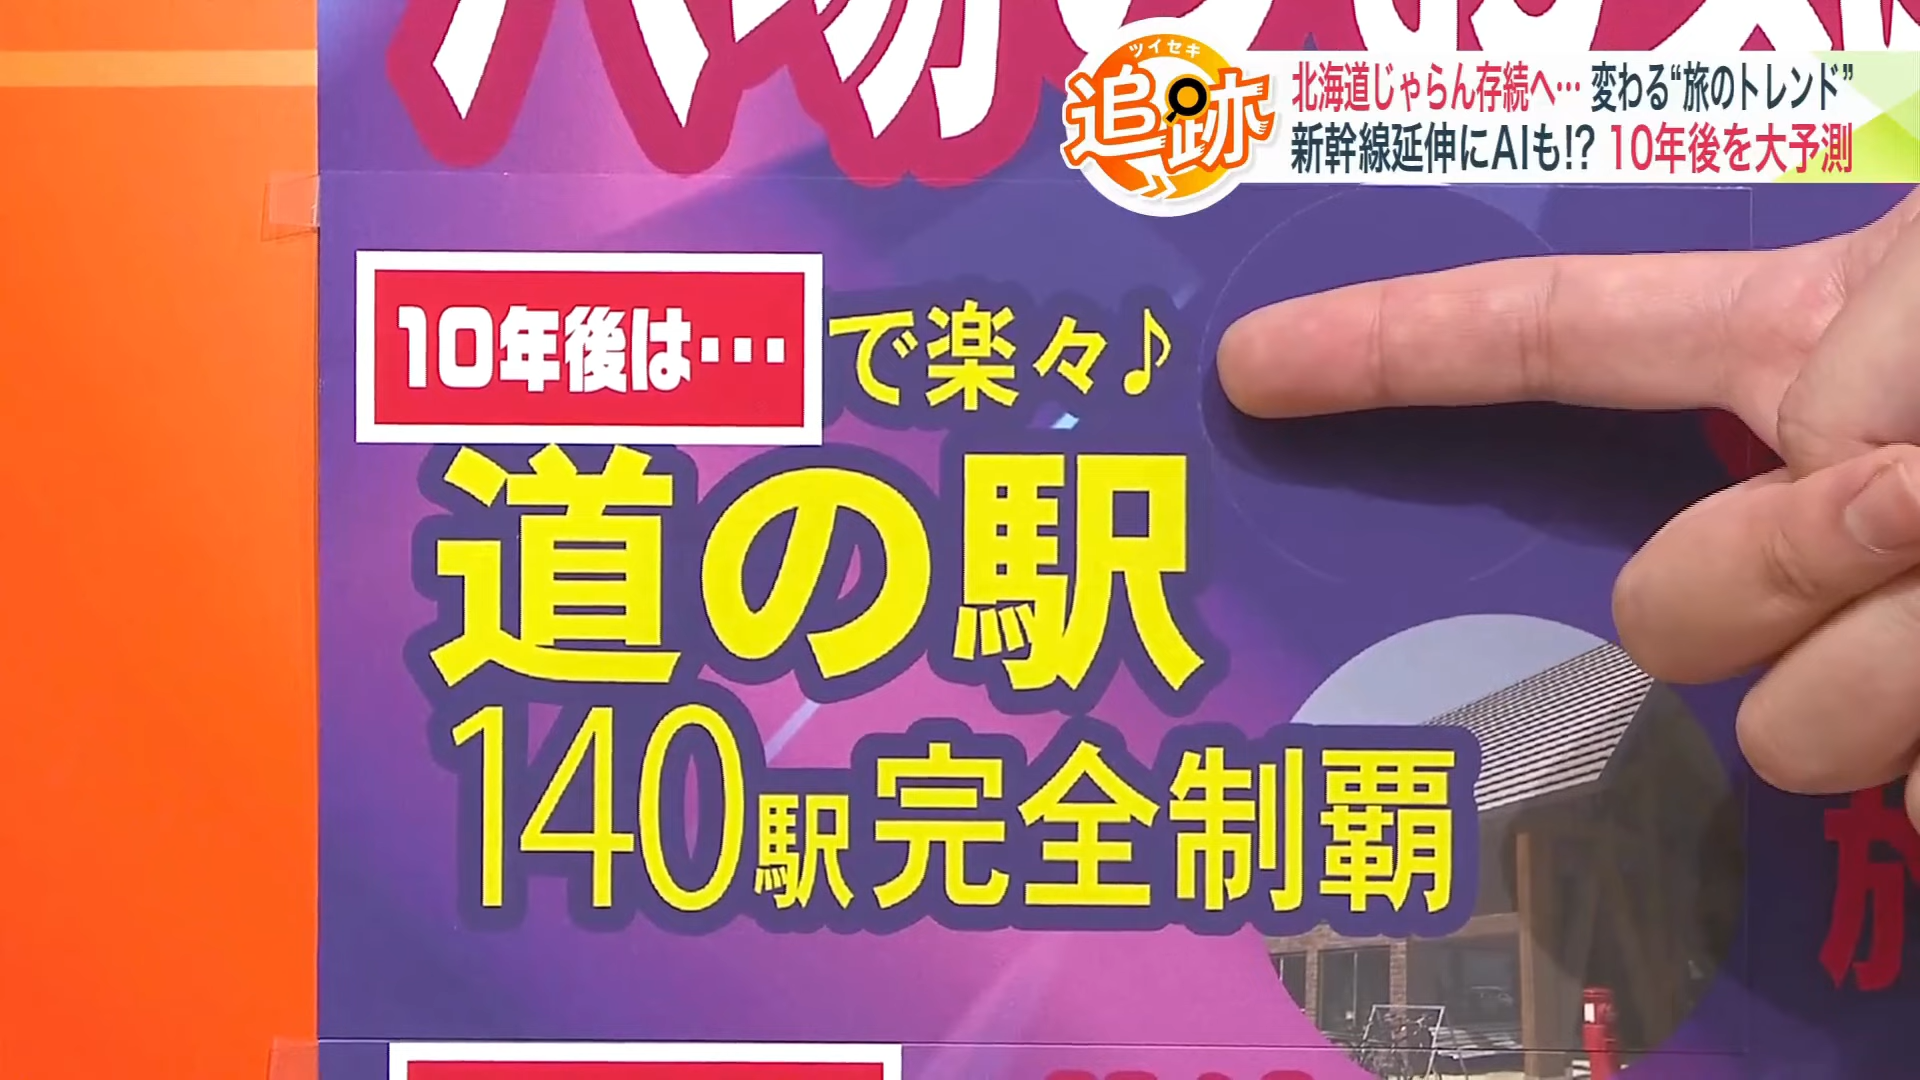 ツイセキ
追跡
北海道じゃらん存続へ… 変わる“旅のトレンド”
新幹線延伸にAIも!? 10年後を大予測
10年後は…で楽々♪
道の駅
140駅完全制覇